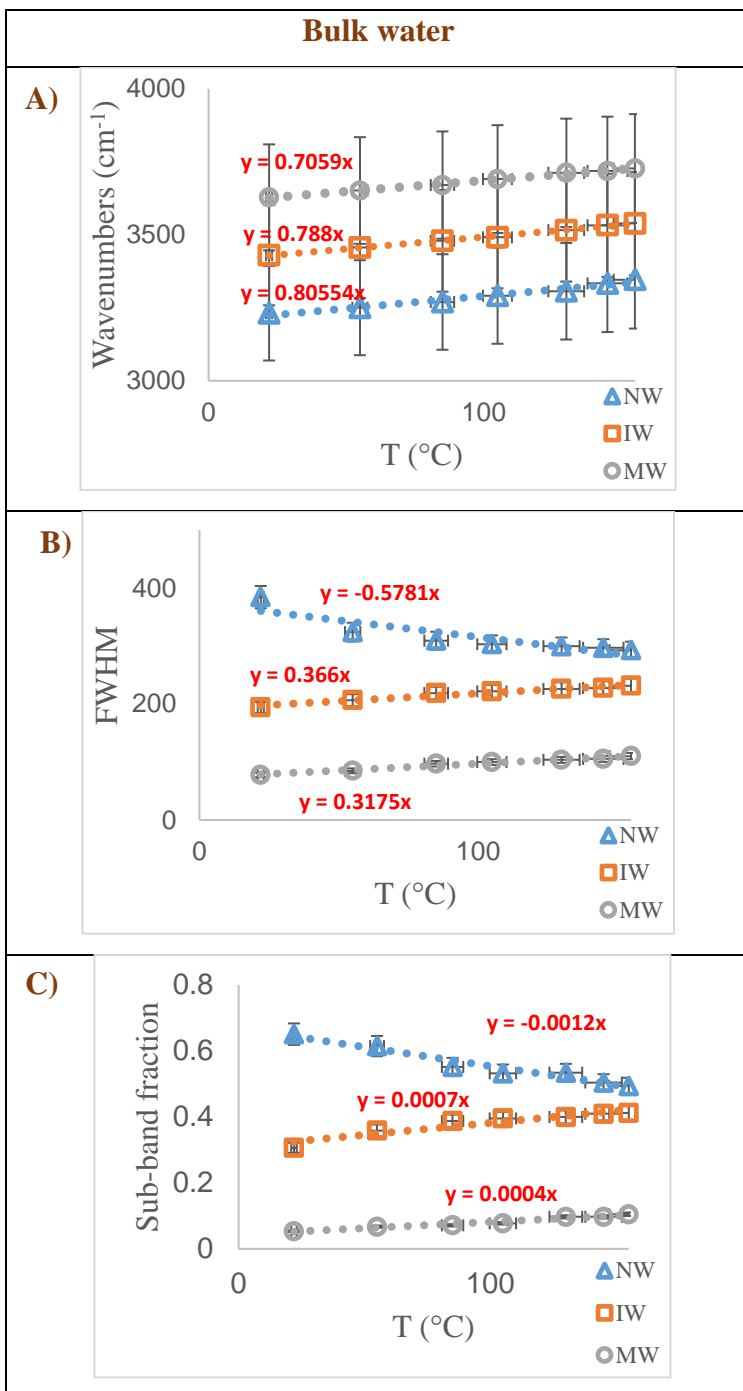 Bulk water
A)
4000
3500
3000
Wavenumbers (cm-1)
y = 0.7059x
y = 0.788x
y = 0.80554x
0
100
T (°C)
NW
IW
MW
B)
400
200
0
FWHM
y = -0.5781x
y = 0.366x
y = 0.3175x
0
100
T (°C)
NW
IW
MW
C)
0.8
0.6
0.4
0.2
0
Sub-band fraction
y = -0.0012x
y = 0.0007x
y = 0.0004x
0
100
T (°C)
NW
IW
MW